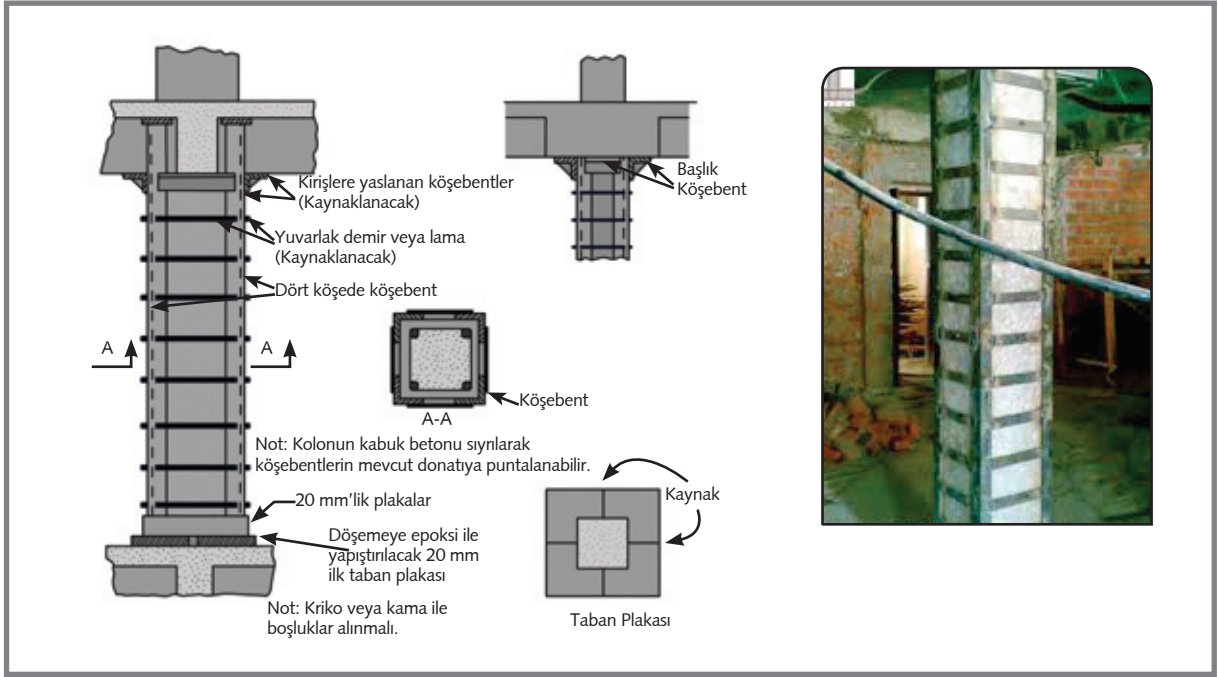 Kirişlere yaslanan köşebentler
(Kaynaklanacak)
Yuvarlak demir veya lama
(Kaynaklanacak)
Dört köşede köşebent
A
A
Başlık
Köşebent
Köşebent
A-A
Not: Kolonun kabuk betonu sıyrılarak
köşebentlerin mevcut donatıya puntalanabilir.
20 mm'lik plakalar
Döşemeye epoksi ile
yapıştırılacak 20 mm
ilk taban plakası
Not: Kriko veya kama ile
boşluklar alınmalı.
Kaynak
Taban Plakası